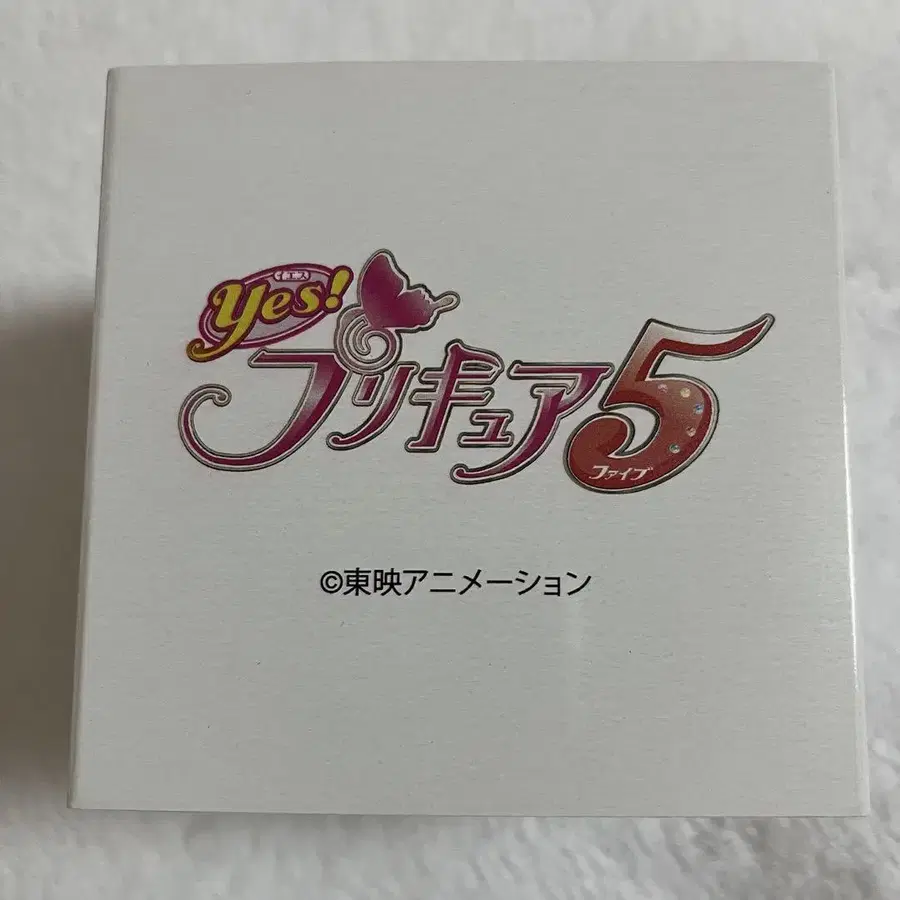 イエス
Yes!
プリキュア5
ファイブ
©東映アニメーション